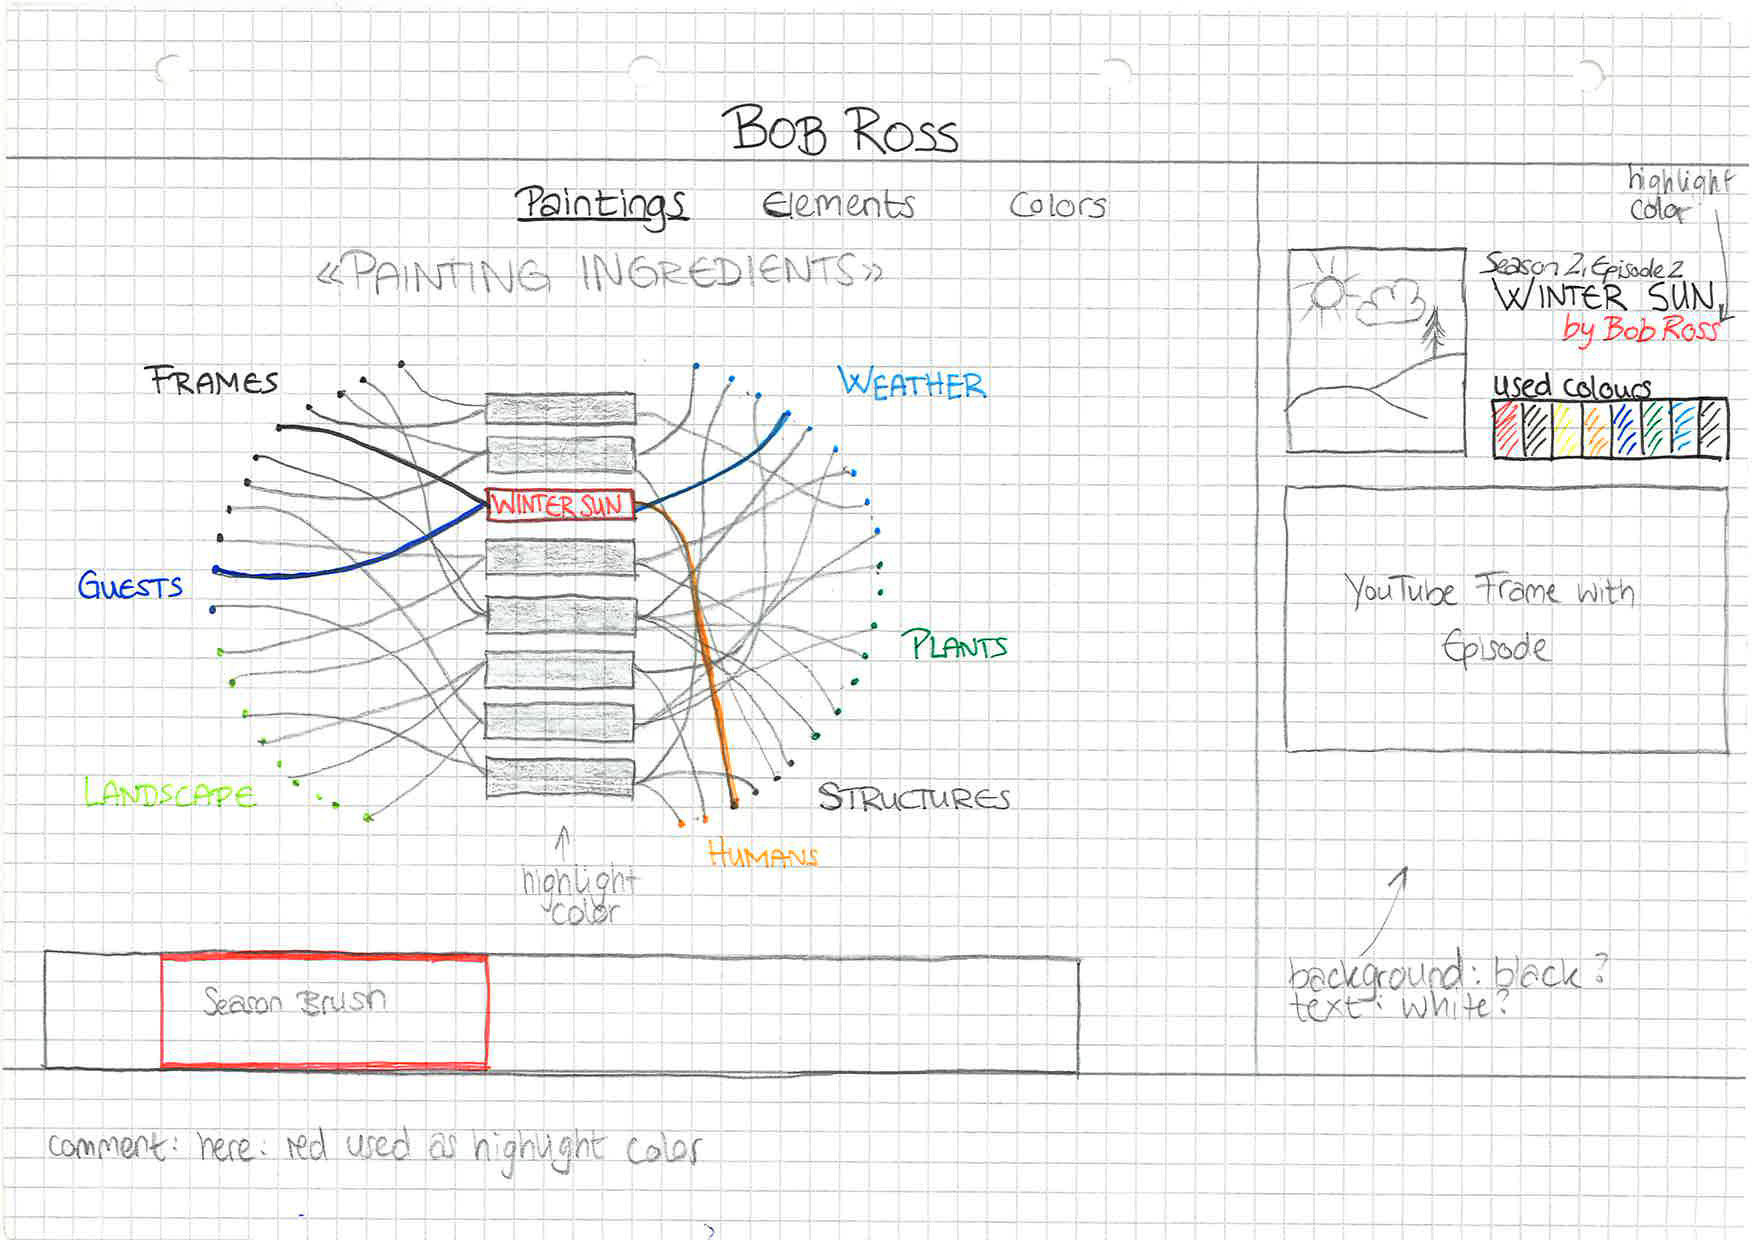 BOB ROSS
Paintings Elements Colors
«PAINTING INGREDIENTS»
highlight
color
Season 2, Episode 2
WINTER SUN
by Bob Ross
used colours
FRAMES
WEATHER
WINTER SUN
GUESTS
PLANTS
LANDSCAPE
STRUCTURES
HUMANS
highlight
color
YouTube Frame with
Episode
background: black?
text: white?
Season Brush
comment: here: red used as highlight color